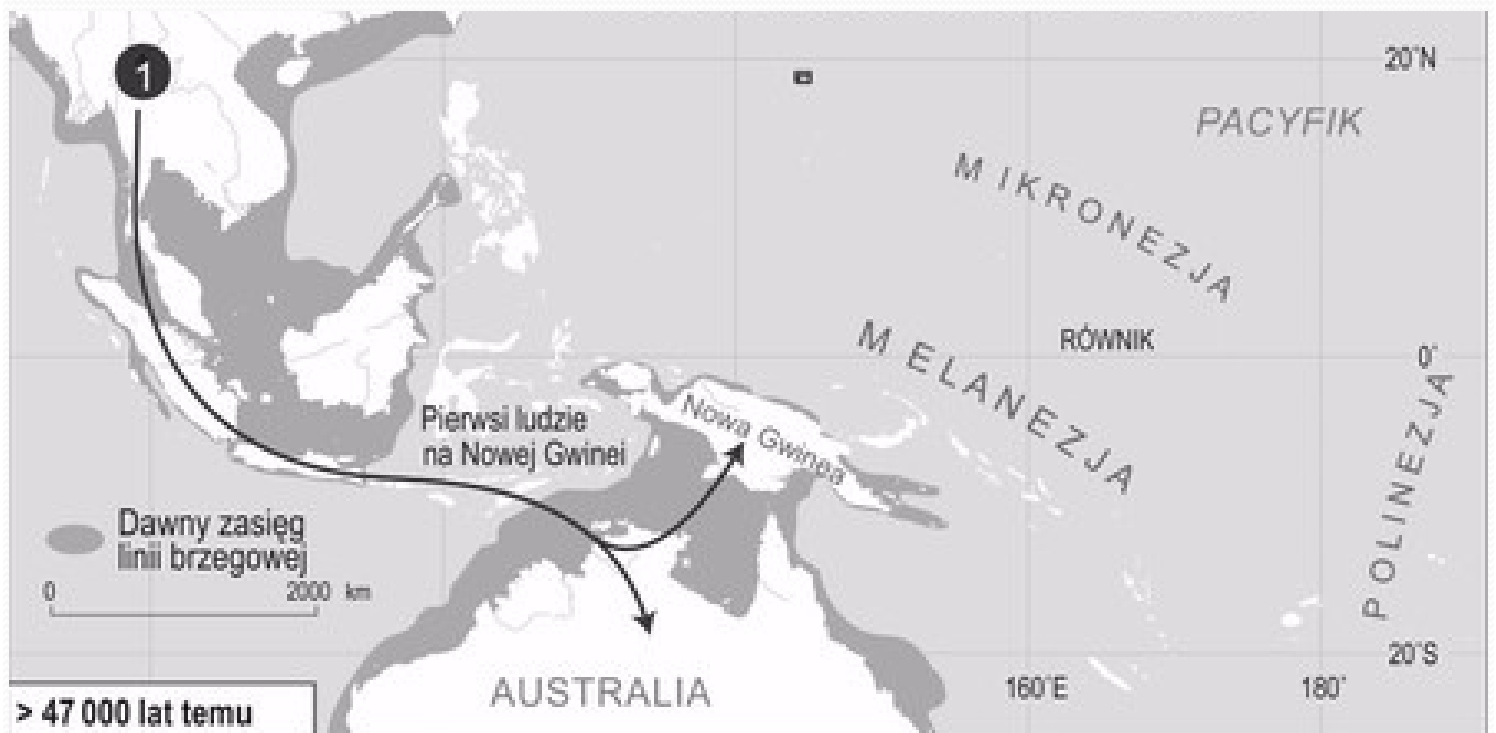 1
20°N
PACYFIK
MIKRONEZJA
RÓWNIK
MELANEZJA
0°
POLINEZJA
Pierwsi ludzie
na Nowej Gwinei
Nowa Gwinea
Dawny zasięg
linii brzegowej
0 2000 km
20°S
AUSTRALIA
160°E
180°
> 47 000 lat temu